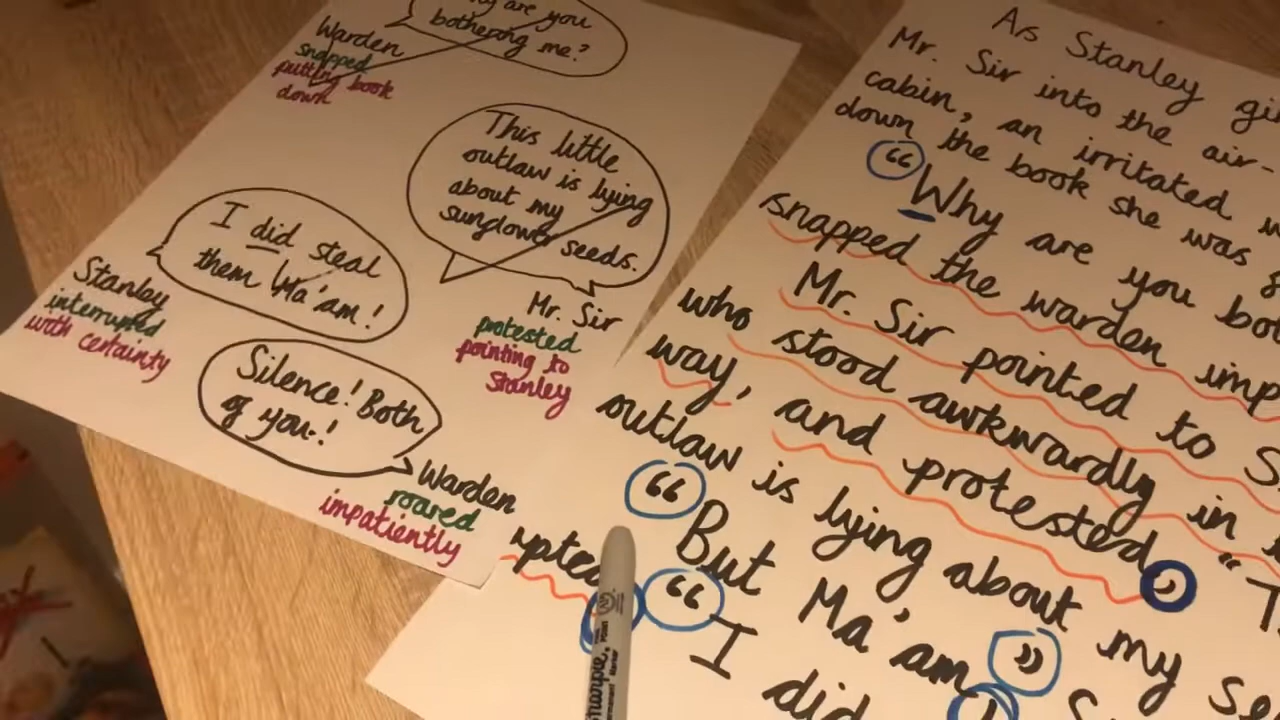 are you
bothering me?
Warden
snapped
putting book
down
This little
outlaw is lying
about my
sunflower seeds.
Mr. Sir
protested
pointing to
Stanley
I did steal
them Ma'am!
Stanley
interrupted
with certainty
Silence! Both
of you!
Warden
roared
impatiently
As Stanley
Mr. Sir into the air-
cabin, an irritated
down the book she was
“Why are you
snapped the warden
Mr. Sir pointed to
who stood awkwardly in
way, and protested, “
outlaw is lying about my
“But Ma'am”
“I did
Sharpie